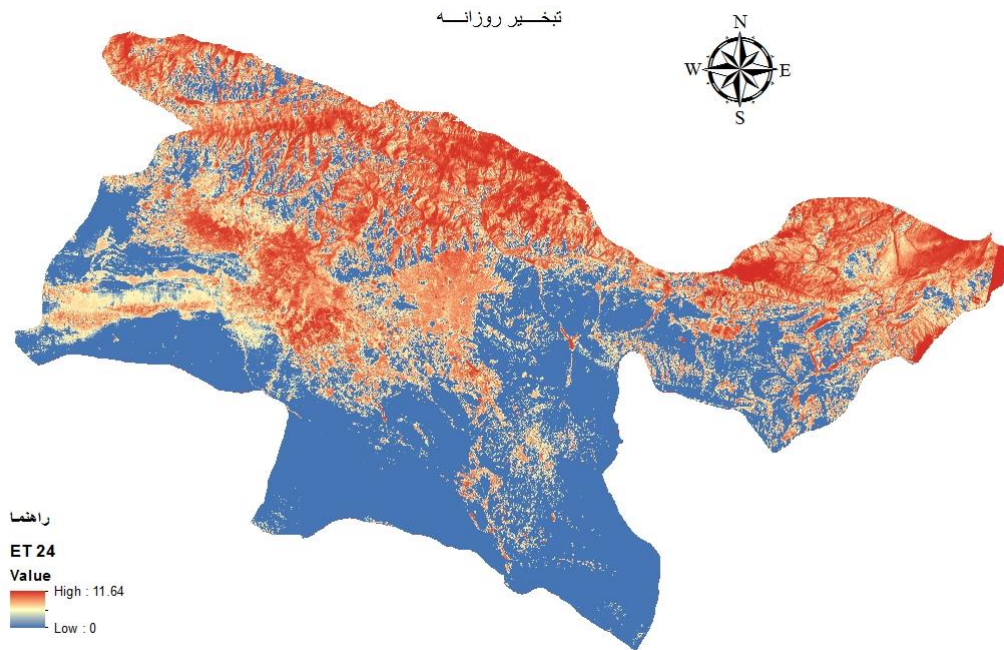 تبخـــیر روزانـــه
N
W E
S
راهنما
ET 24
Value
High : 11.64
Low : 0